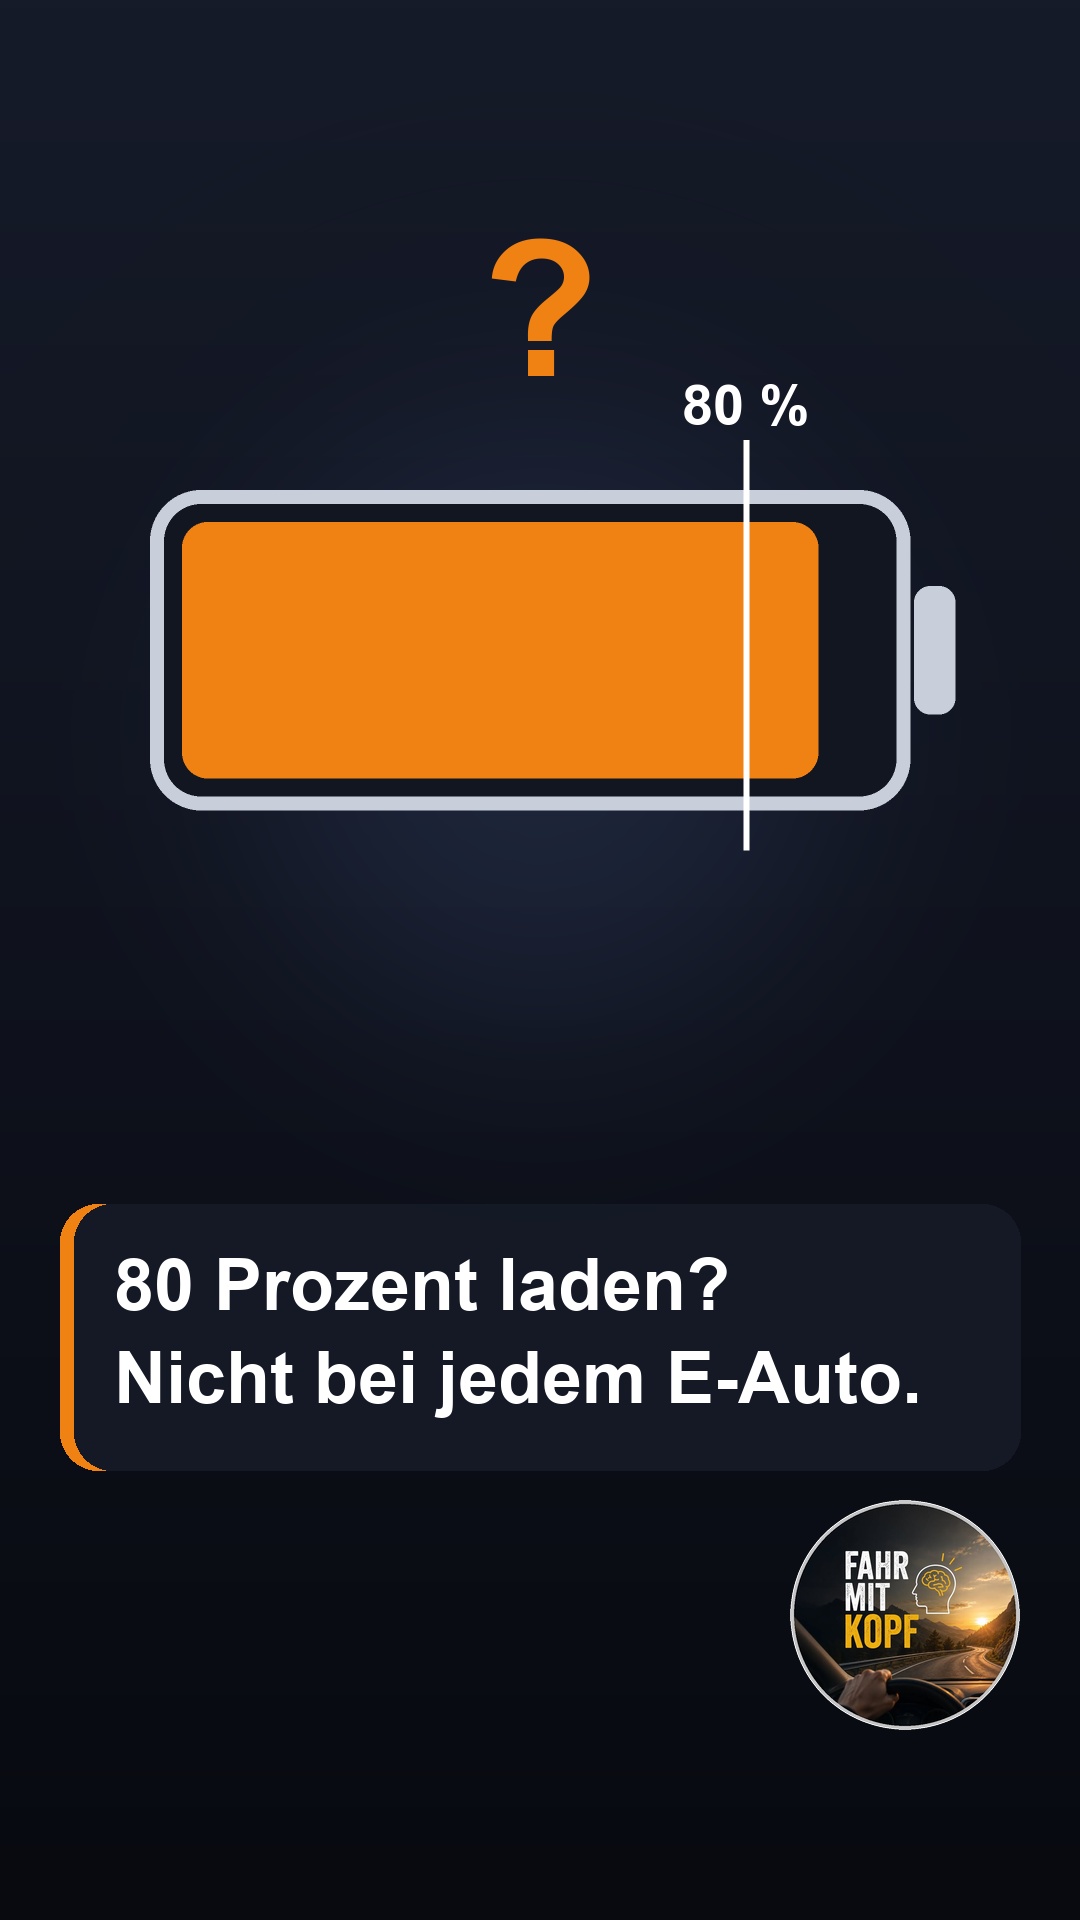 ?
80 %
80 Prozent laden?
Nicht bei jedem E-Auto.
FAHR
MIT
KOPF